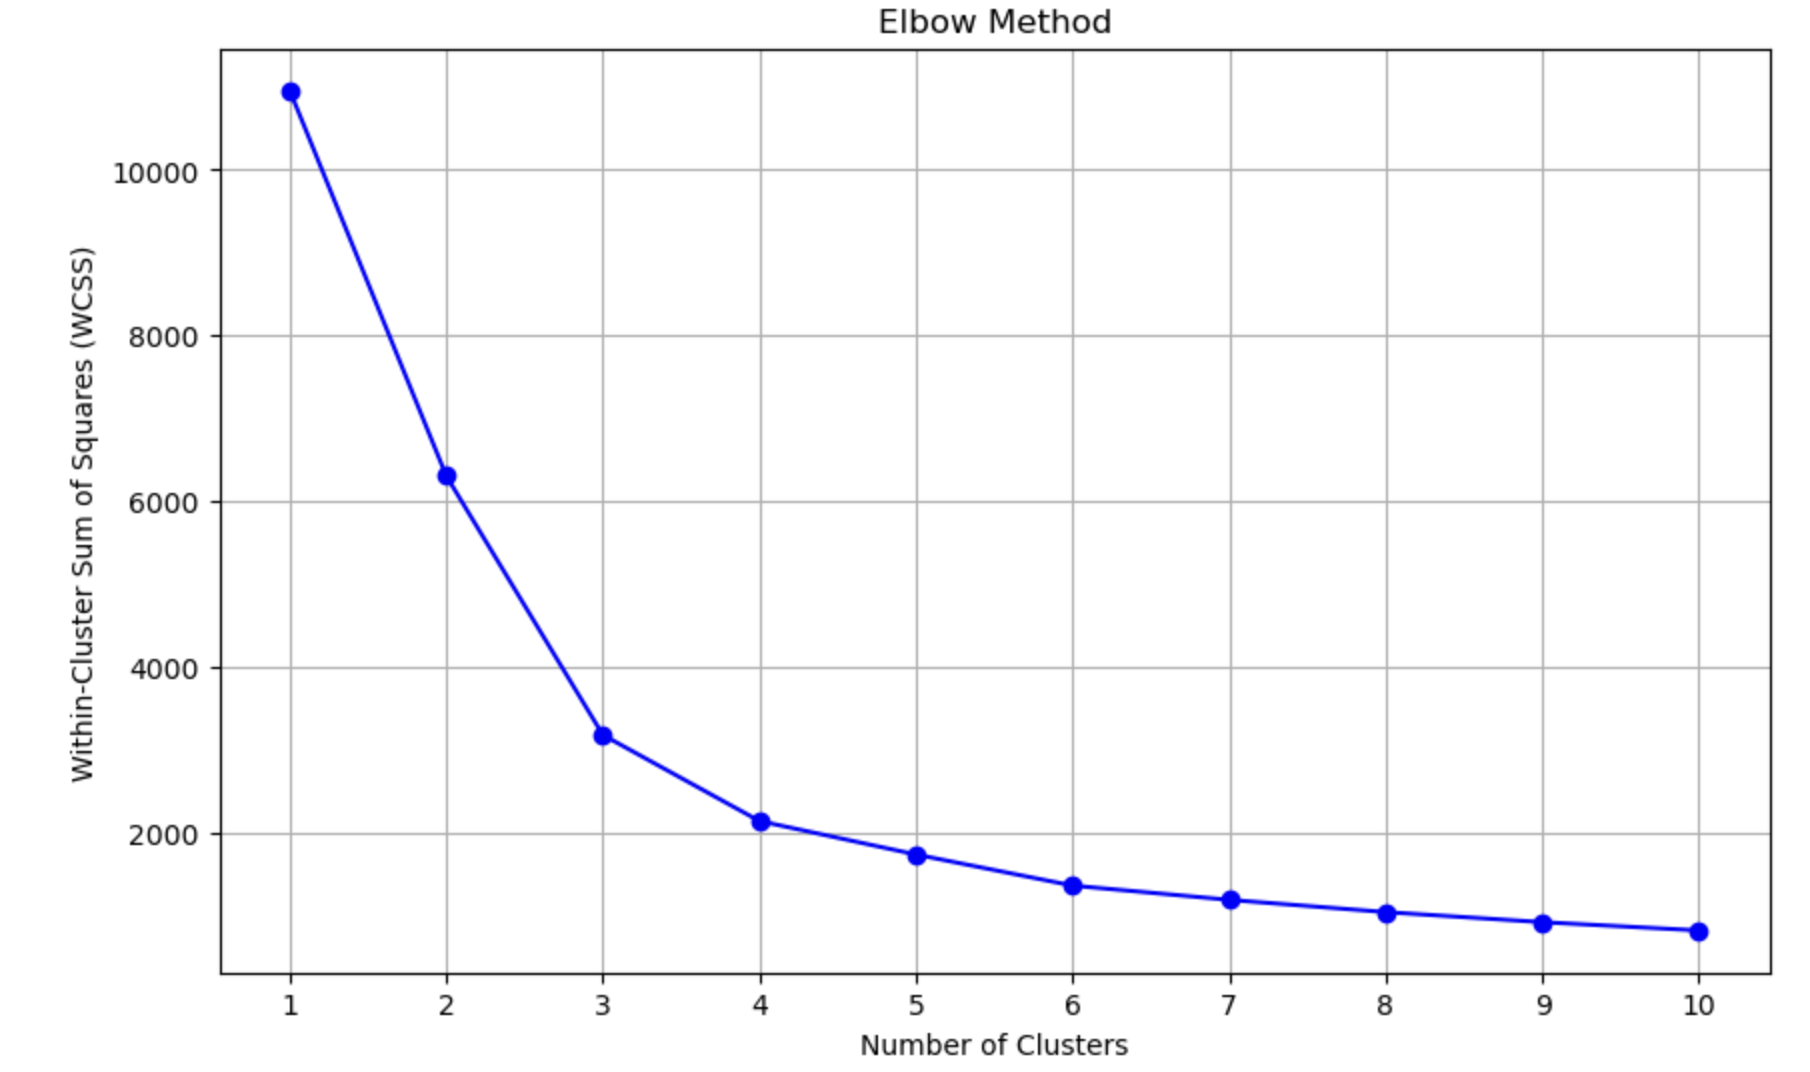 Elbow Method
Within-Cluster Sum of Squares (WCSS)
10000
8000
6000
4000
2000
1 2 3 4 5 6 7 8 9 10
Number of Clusters